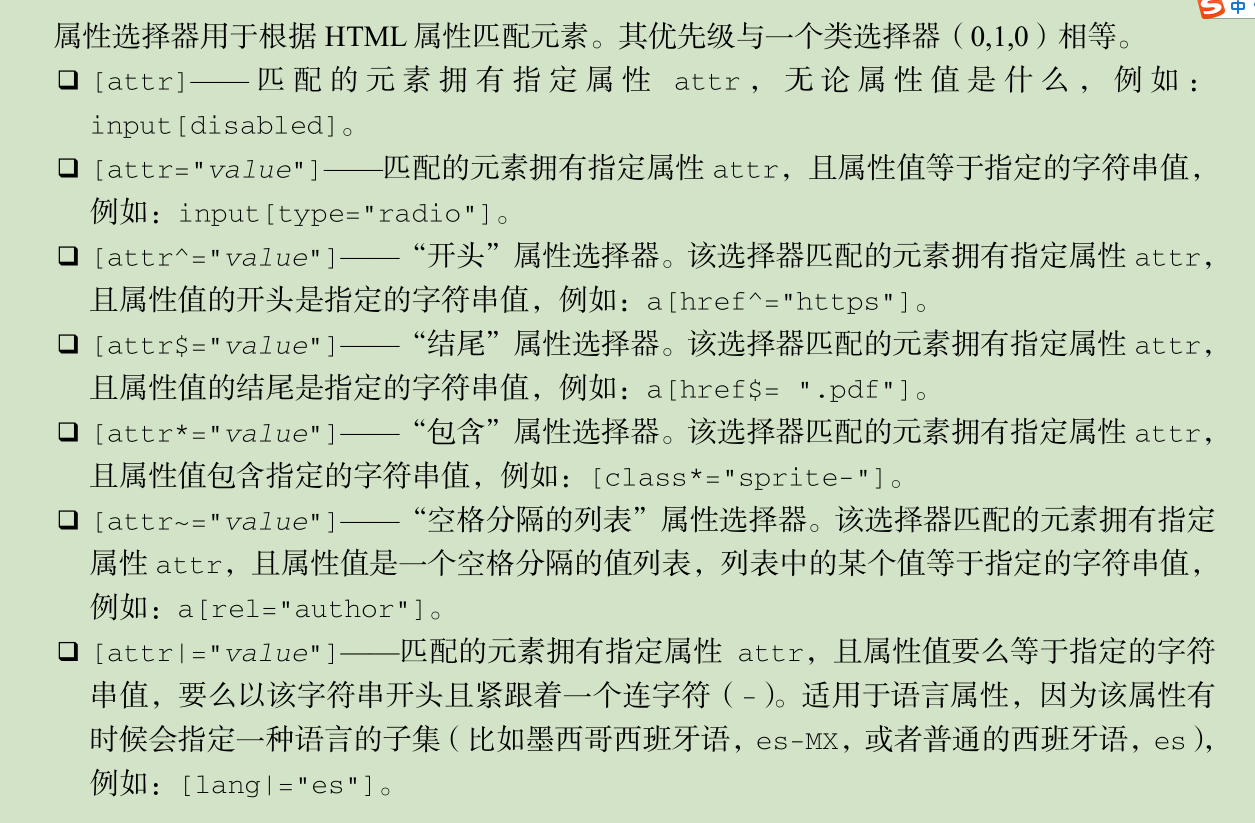 中
属性选择器用于根据 HTML 属性匹配元素。其优先级与一个类选择器（0,1,0）相等。
❑ [attr]——匹配的元素拥有指定属性 attr，无论属性值是什么，例如：
input[disabled]。
❑ [attr="value"]——匹配的元素拥有指定属性 attr，且属性值等于指定的字符串值，
例如：input[type="radio"]。
❑ [attr^="value"]——“开头”属性选择器。该选择器匹配的元素拥有指定属性 attr，
且属性值的开头是指定的字符串值，例如：a[href^="https"]。
❑ [attr$="value"]——“结尾”属性选择器。该选择器匹配的元素拥有指定属性 attr，
且属性值的结尾是指定的字符串值，例如：a[href$= ".pdf"]。
❑ [attr*="value"]——“包含”属性选择器。该选择器匹配的元素拥有指定属性 attr，
且属性值包含指定的字符串值，例如：[class*="sprite-"]。
❑ [attr~="value"]——“空格分隔的列表”属性选择器。该选择器匹配的元素拥有指定
属性 attr，且属性值是一个空格分隔的值列表，列表中的某个值等于指定的字符串值，
例如：a[rel="author"]。
❑ [attr|="value"]——匹配的元素拥有指定属性 attr，且属性值要么等于指定的字符
串值，要么以该字符串开头且紧跟着一个连字符（-）。适用于语言属性，因为该属性有
时候会指定一种语言的子集（比如墨西哥西班牙语，es-MX，或者普通的西班牙语，es），
例如：[lang|="es"]。